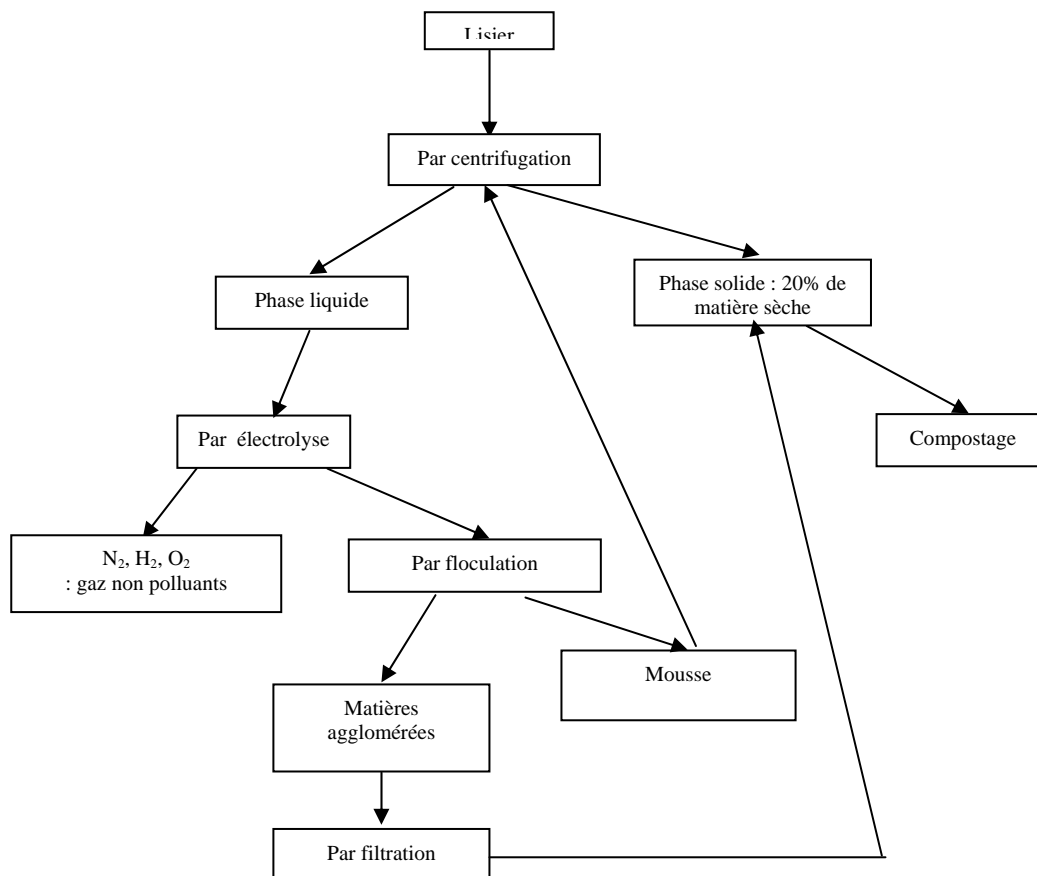 Lisier
Par centrifugation
Phase liquide
Phase solide : 20% de
matière sèche
Par électrolyse
Compostage
N₂, H₂, O₂
: gaz non polluants
Par floculation
Mousse
Matières
agglomérées
Par filtration